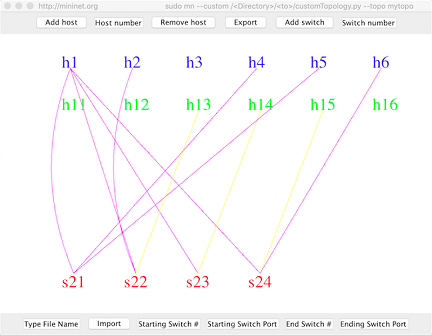 http://mininet.org sudo mn --custom /<Directory>/<to>/customTopology.py --topo mytopo
Add host Host number Remove host Export Add switch Switch number
h1 h2 h3 h4 h5 h6
h11 h12 h13 h14 h15 h16
s21 s22 s23 s24
Type File Name Import Starting Switch # Starting Switch Port End Switch # Ending Switch Port